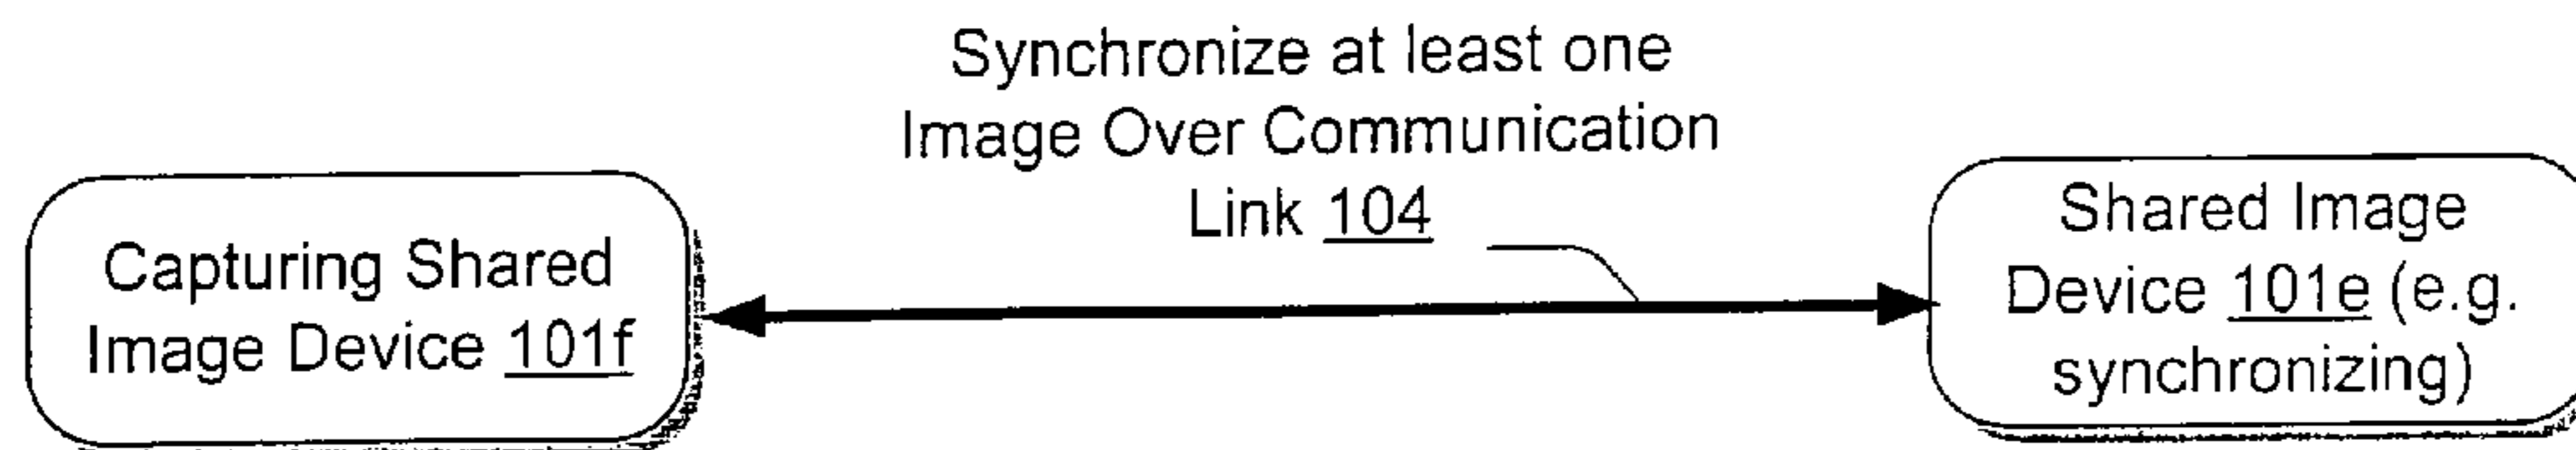 Synchronize at least one
Image Over Communication
Link 104
Capturing Shared
Image Device 101f
Shared Image
Device 101e (e.g.
synchronizing)